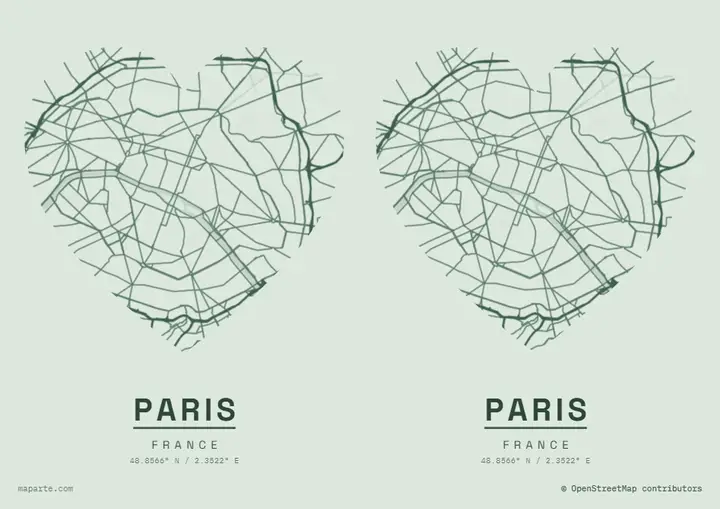 PARIS
FRANCE
48.8566° N / 2.3522° E
PARIS
FRANCE
48.8566° N / 2.3522° E
maparte.com
© OpenStreetMap contributors